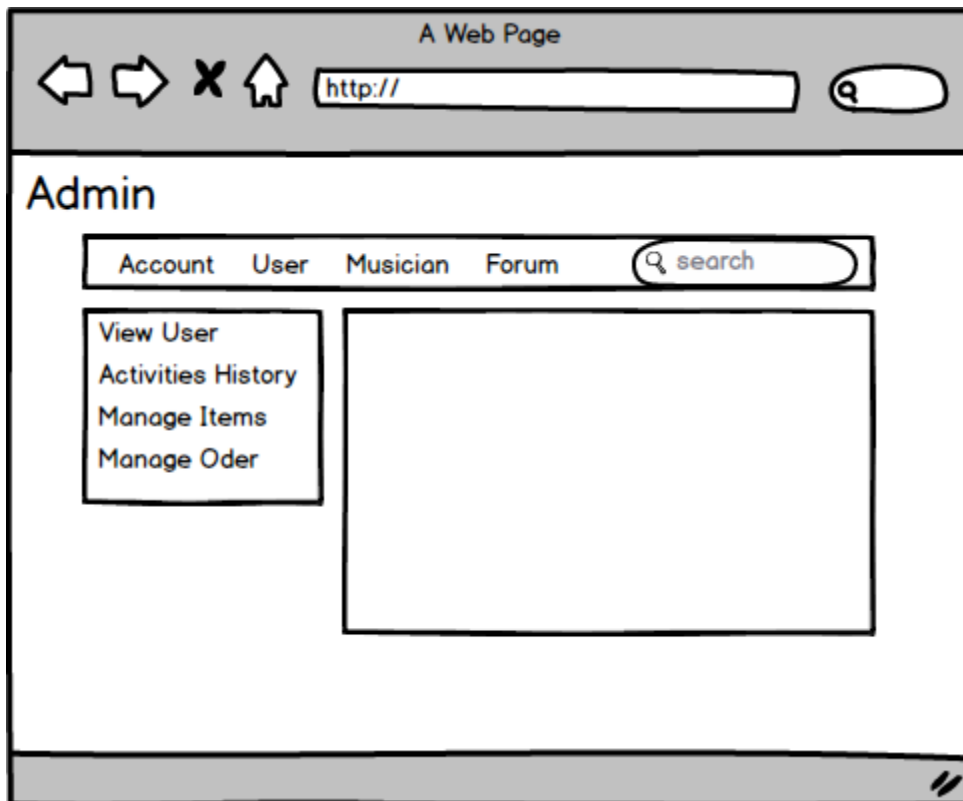 A Web Page
http://
Admin
Account User Musician Forum search
View User
Activities History
Manage Items
Manage Oder